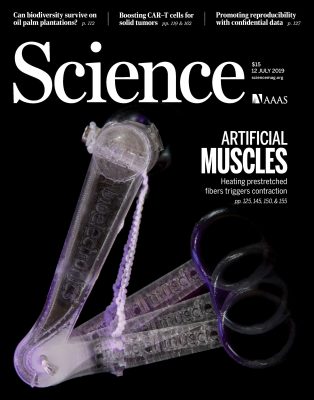 Can biodiversity survive on
oil palm plantations? p. 112
Boosting CAR-T cells for
solid tumors pp. 119 & 162
Promoting reproducibility
with confidential data p. 127
Science
$15
12 JULY 2019
sciencemag.org
AAAS
ARTIFICIAL
MUSCLES
Heating prestretched
fibers triggers contraction
pp. 125, 145, 150, & 155